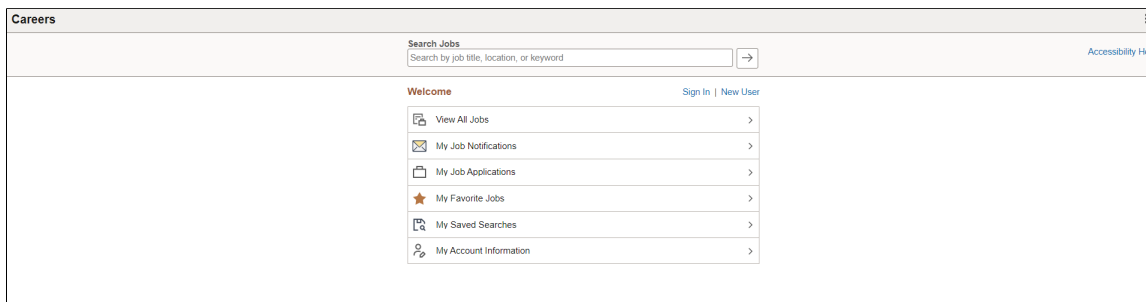 Careers
Search Jobs
Search by job title, location, or keyword
Accessibility H
Welcome
Sign In | New User
View All Jobs
My Job Notifications
My Job Applications
My Favorite Jobs
My Saved Searches
My Account Information